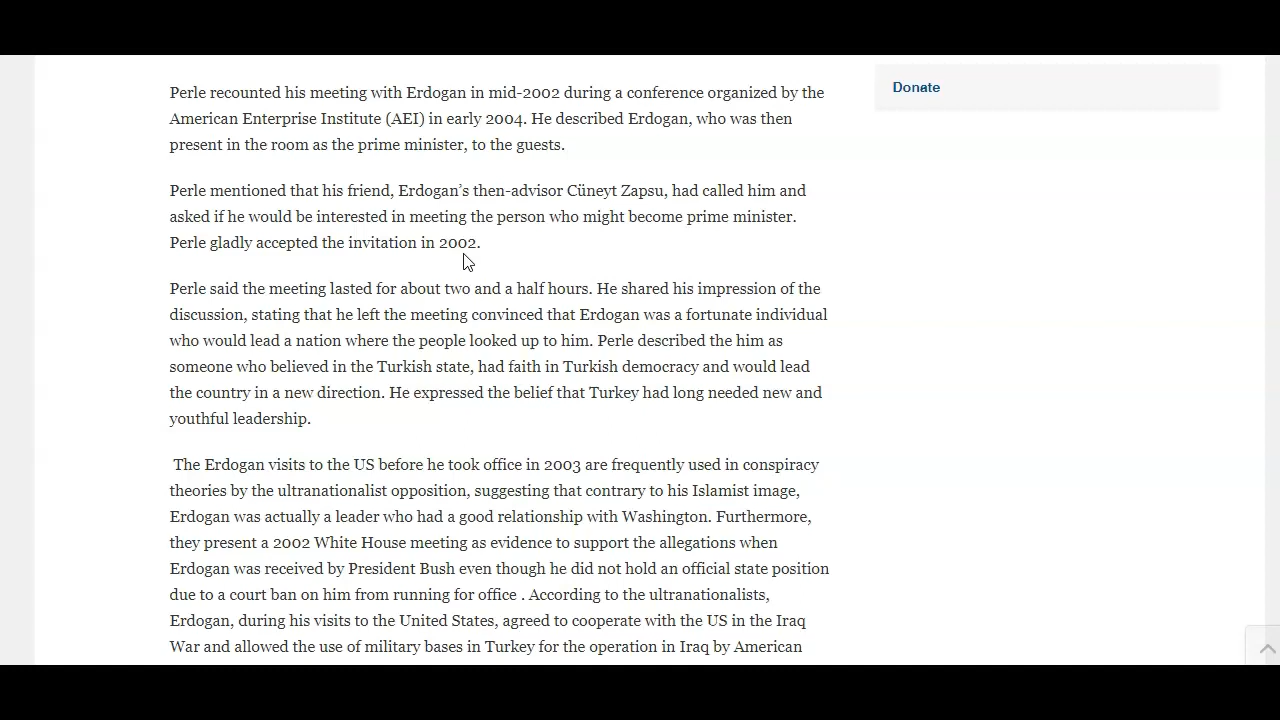 Donate
Perle recounted his meeting with Erdogan in mid-2002 during a conference organized by the
American Enterprise Institute (AEI) in early 2004. He described Erdogan, who was then
present in the room as the prime minister, to the guests.
Perle mentioned that his friend, Erdogan’s then-advisor Cüneyt Zapsu, had called him and
asked if he would be interested in meeting the person who might become prime minister.
Perle gladly accepted the invitation in 2002.
Perle said the meeting lasted for about two and a half hours. He shared his impression of the
discussion, stating that he left the meeting convinced that Erdogan was a fortunate individual
who would lead a nation where the people looked up to him. Perle described the him as
someone who believed in the Turkish state, had faith in Turkish democracy and would lead
the country in a new direction. He expressed the belief that Turkey had long needed new and
youthful leadership.
The Erdogan visits to the US before he took office in 2003 are frequently used in conspiracy
theories by the ultranationalist opposition, suggesting that contrary to his Islamist image,
Erdogan was actually a leader who had a good relationship with Washington. Furthermore,
they present a 2002 White House meeting as evidence to support the allegations when
Erdogan was received by President Bush even though he did not hold an official state position
due to a court ban on him from running for office . According to the ultranationalists,
Erdogan, during his visits to the United States, agreed to cooperate with the US in the Iraq
War and allowed the use of military bases in Turkey for the operation in Iraq by American